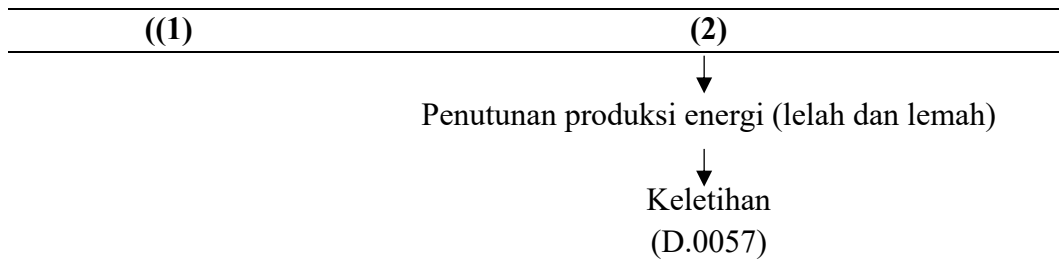 ((1) (2)
Penutunan produksi energi (lelah dan lemah)
Keletihan
(D.0057)